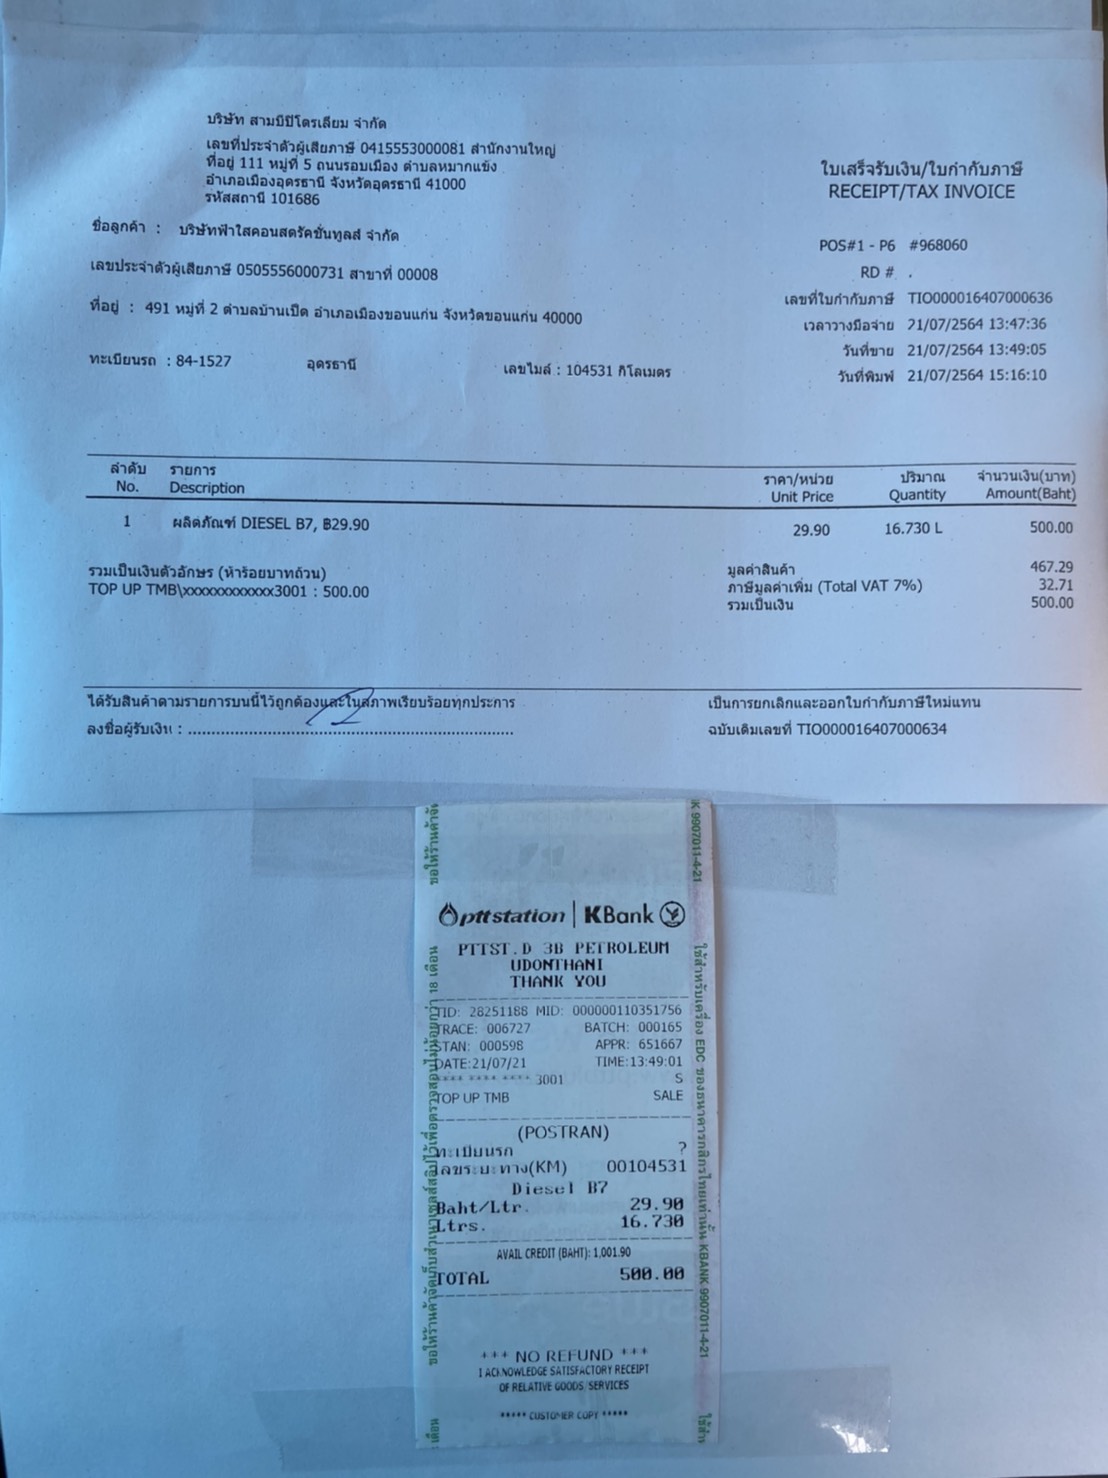 บริษัท สามบีปิโตรเลียม จำกัด
เลขที่ประจำตัวผู้เสียภาษี 0415553000081 สำนักงานใหญ่
ที่อยู่ 111 หมู่ที่ 5 ถนนรอบเมือง ตำบลหมากแข้ง
อำเภอเมืองอุดรธานี จังหวัดอุดรธานี 41000
รหัสสถานี 101686
ใบเสร็จรับเงิน/ใบกำกับภาษี
RECEIPT/TAX INVOICE
ชื่อลูกค้า : บริษัทฟ้าใสคอนสตรัคชั่นทูลส์ จำกัด
POS#1 - P6 #968060
เลขประจำตัวผู้เสียภาษี 0505556000731 สาขาที่ 00008
RD # .
ที่อยู่ : 491 หมู่ที่ 2 ตำบลบ้านเป็ด อำเภอเมืองขอนแก่น จังหวัดขอนแก่น 40000
เลขที่ใบกำกับภาษี TIO000016407000636
เวลาวางมือจ่าย 21/07/2564 13:47:36
วันที่ขาย 21/07/2564 13:49:05
ทะเบียนรถ : 84-1527 อุดรธานี เลขไมล์ : 104531 กิโลเมตร
วันที่พิมพ์ 21/07/2564 15:16:10
ลำดับ รายการ ราคา/หน่วย ปริมาณ จำนวนเงิน(บาท)
No. Description Unit Price Quantity Amount(Baht)
1 ผลิตภัณฑ์ DIESEL B7, ฿29.90 29.90 16.730 L 500.00
รวมเป็นเงินตัวอักษร (ห้าร้อยบาทถ้วน) มูลค่าสินค้า 467.29
TOP UP TMB\xxxxxxxxxxxx3001 : 500.00 ภาษีมูลค่าเพิ่ม (Total VAT 7%) 32.71
รวมเป็นเงิน 500.00
ได้รับสินค้าตามรายการบนนี้ไว้ถูกต้องและในสภาพเรียบร้อยทุกประการ เป็นการยกเลิกและออกใบกำกับภาษีใหม่แทน
ลงชื่อผู้รับเงิน : ฉบับเดิมเลขที่ TIO000016407000634
pttstation | KBank
PTTST.D 3B PETROLEUM
UDONTHANI
THANK YOU
TID: 28251188 MID: 000000110351756
TRACE: 006727 BATCH: 000165
STAN: 000598 APPR: 651667
DATE:21/07/21 TIME:13:49:01
**** **** **** 3001 S
TOP UP TMB SALE
(POSTRAN)
ทะเบียนรถ ?
เลขระยะทาง(KM) 00104531
Diesel B7
Baht/Ltr. 29.90
Ltrs. 16.730
AVAIL CREDIT (BAHT): 1,001.90
TOTAL 500.00
*** NO REFUND ***
I ACKNOWLEDGE SATISFACTORY RECEIPT
OF RELATIVE GOODS/SERVICES
***** CUSTOMER COPY *****
K 9907011-4-21
ใช้สำหรับเครื่อง EDC ของธนาคารกสิกรไทยเท่านั้น KBANK 9907011-4-21